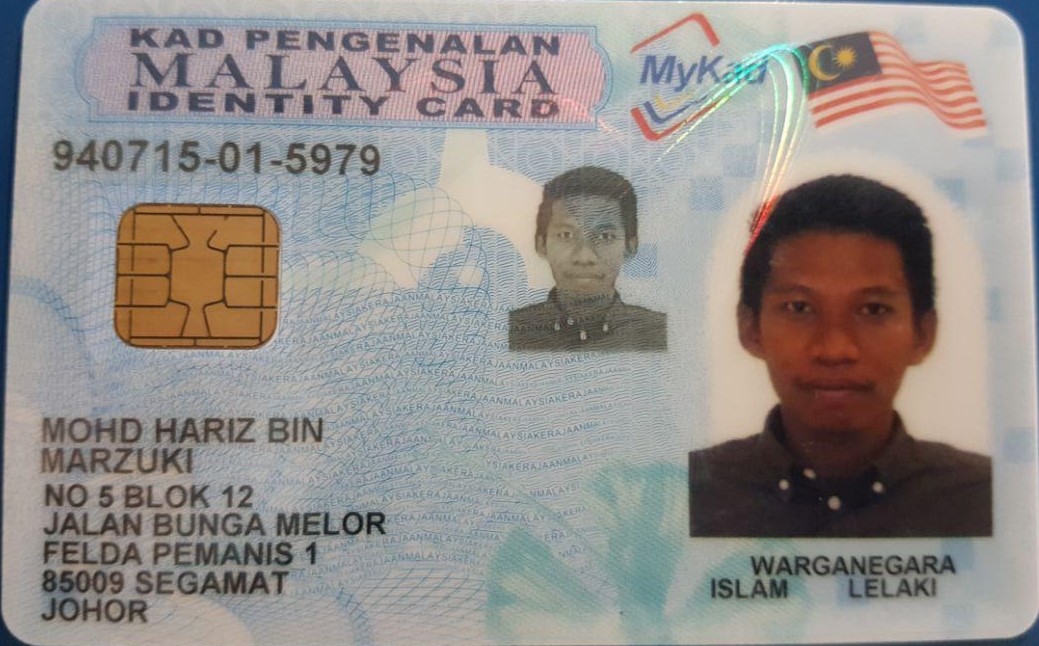 KAD PENGENALAN
MALAYSIA
IDENTITY CARD
MyKad
940715-01-5979
MOHD HARIZ BIN
MARZUKI
NO 5 BLOK 12
JALAN BUNGA MELOR
FELDA PEMANIS 1
85009 SEGAMAT
JOHOR
WARGANEGARA
ISLAM LELAKI